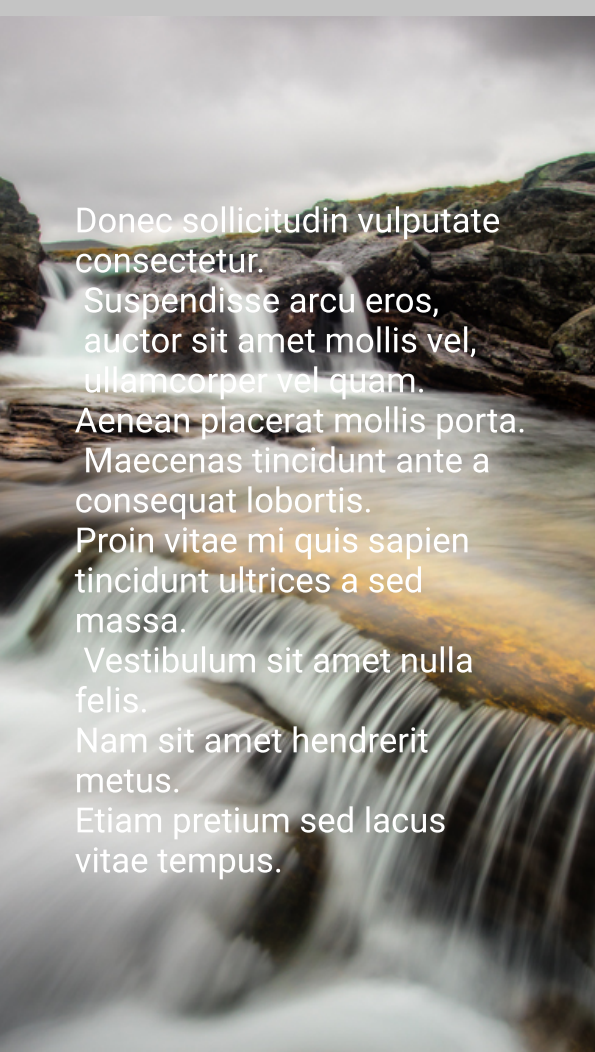 Donec sollicitudin vulputate
consectetur.
Suspendisse arcu eros,
auctor sit amet mollis vel,
ullamcorper vel quam.
Aenean placerat mollis porta.
Maecenas tincidunt ante a
consequat lobortis.
Proin vitae mi quis sapien
tincidunt ultrices a sed
massa.
Vestibulum sit amet nulla
felis.
Nam sit amet hendrerit
metus.
Etiam pretium sed lacus
vitae tempus.